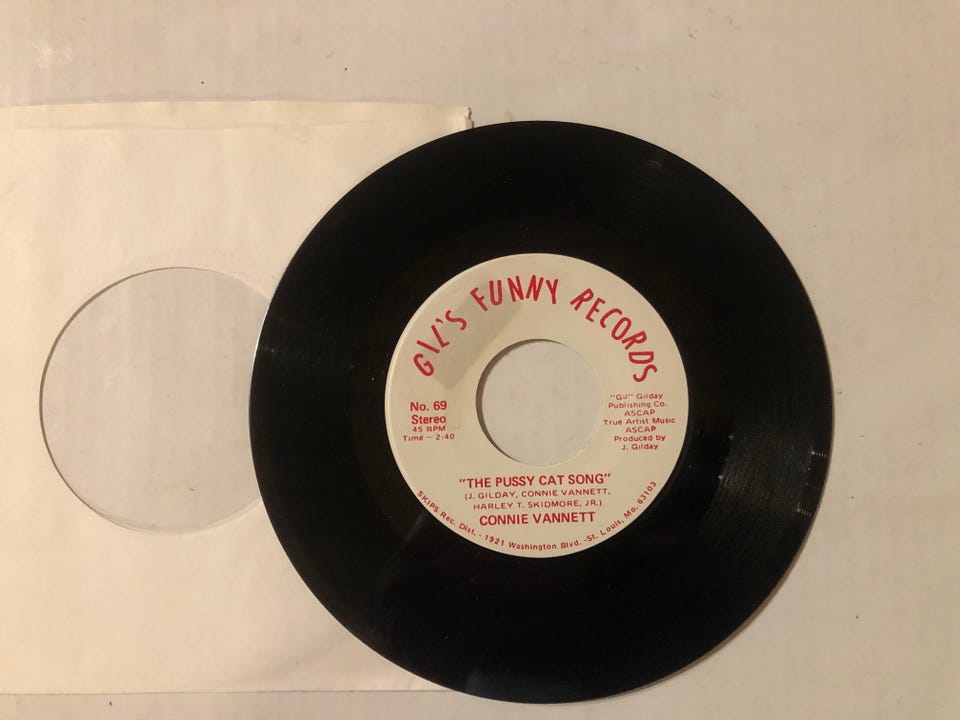 GIL'S FUNNY RECORDS
No. 69
Stereo
45 RPM
Time — 2:40
"Gil" Gilday
Publishing Co.
ASCAP
True Artist Music
ASCAP
Produced by
J. Gilday
"THE PUSSY CAT SONG"
(J. GILDAY, CONNIE VANNETT,
HARLEY T. SKIDMORE, JR.)
CONNIE VANNETT
SKIPS Rec. Dist. - 1921 Washington Blvd. -St. Louis, Mo. 63103